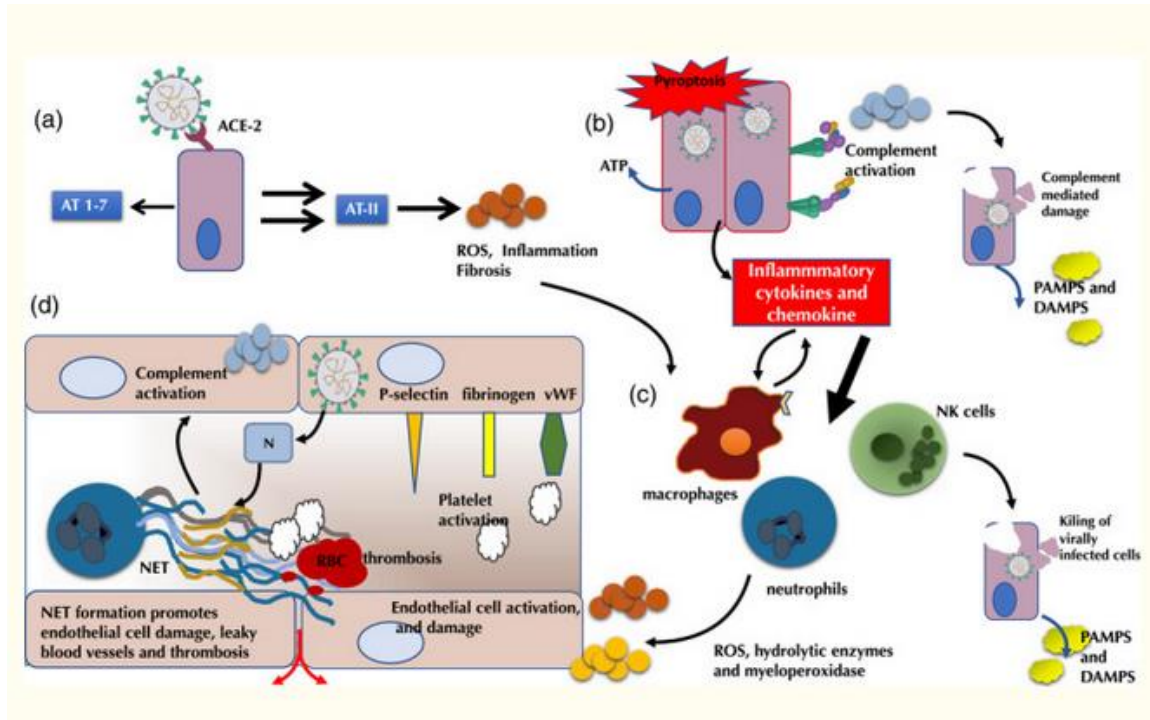 (a)
ACE-2
AT 1-7
AT-II
ROS, Inflammation
Fibrosis
(b)
Pyroptosis
ATP
Complement
activation
Complement
mediated
damage
PAMPS and
DAMPS
Inflammmatory
cytokines and
chemokine
(c)
macrophages
neutrophils
NK cells
Kiling of
virally
infected cells
PAMPS
and
DAMPS
ROS, hydrolytic enzymes
and myeloperoxidase
(d)
Complement
activation
P-selectin
fibrinogen
vWF
N
Platelet
activation
NET
RBC
thrombosis
NET formation promotes
endothelial cell damage, leaky
blood vessels and thrombosis
Endothelial cell activation,
and damage